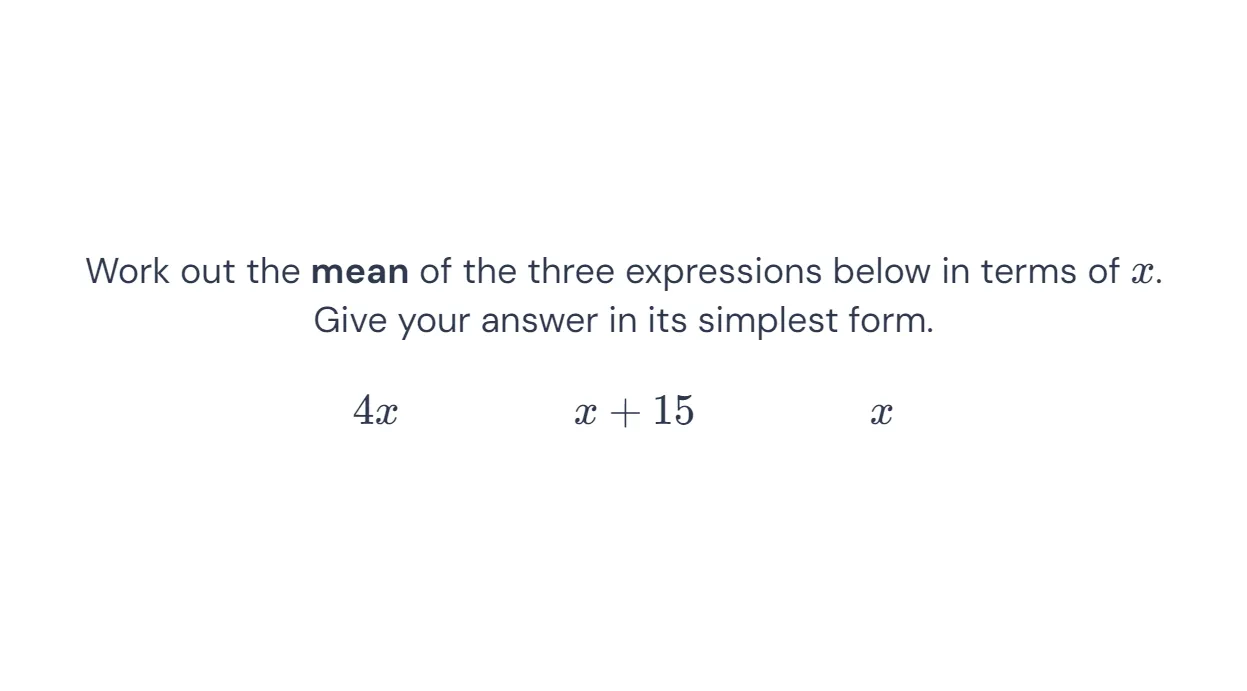 Work out the mean of the three expressions below in terms of x.
Give your answer in its simplest form.
4x x + 15 x